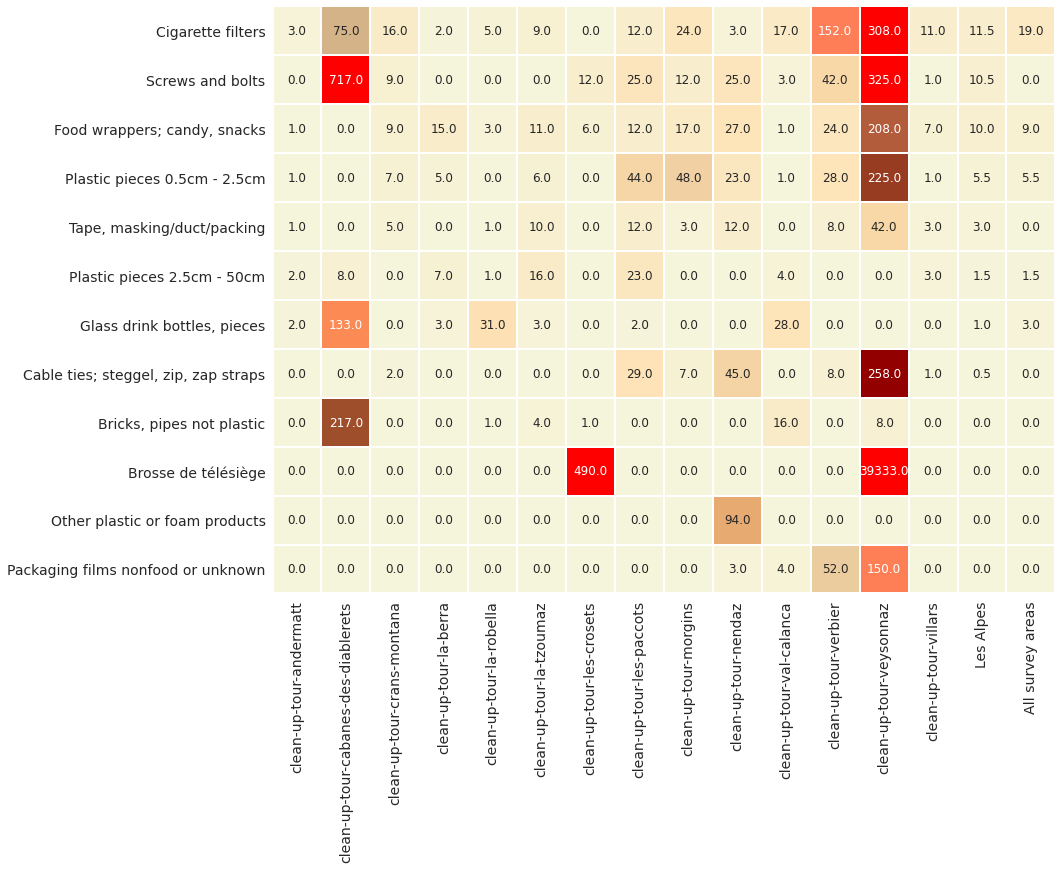 Cigarette filters 3.0 75.0 16.0 2.0 5.0 9.0 0.0 12.0 24.0 3.0 17.0 152.0 308.0 11.0 11.5 19.0
Screws and bolts 0.0 717.0 9.0 0.0 0.0 0.0 12.0 25.0 12.0 25.0 3.0 42.0 325.0 1.0 10.5 0.0
Food wrappers; candy, snacks 1.0 0.0 9.0 15.0 3.0 11.0 6.0 12.0 17.0 27.0 1.0 24.0 208.0 7.0 10.0 9.0
Plastic pieces 0.5cm - 2.5cm 1.0 0.0 7.0 5.0 0.0 6.0 0.0 44.0 48.0 23.0 1.0 28.0 225.0 1.0 5.5 5.5
Tape, masking/duct/packing 1.0 0.0 5.0 0.0 1.0 10.0 0.0 12.0 3.0 12.0 0.0 8.0 42.0 3.0 3.0 0.0
Plastic pieces 2.5cm - 50cm 2.0 8.0 0.0 7.0 1.0 16.0 0.0 23.0 0.0 0.0 4.0 0.0 0.0 3.0 1.5 1.5
Glass drink bottles, pieces 2.0 133.0 0.0 3.0 31.0 3.0 0.0 2.0 0.0 0.0 28.0 0.0 0.0 0.0 1.0 3.0
Cable ties; steggel, zip, zap straps 0.0 0.0 2.0 0.0 0.0 0.0 0.0 29.0 7.0 45.0 0.0 8.0 258.0 1.0 0.5 0.0
Bricks, pipes not plastic 0.0 217.0 0.0 0.0 1.0 4.0 1.0 0.0 0.0 0.0 16.0 0.0 8.0 0.0 0.0 0.0
Brosse de télésiège 0.0 0.0 0.0 0.0 0.0 0.0 490.0 0.0 0.0 0.0 0.0 0.0 39333.0 0.0 0.0 0.0
Other plastic or foam products 0.0 0.0 0.0 0.0 0.0 0.0 0.0 0.0 0.0 94.0 0.0 0.0 0.0 0.0 0.0 0.0
Packaging films nonfood or unknown 0.0 0.0 0.0 0.0 0.0 0.0 0.0 0.0 0.0 3.0 4.0 52.0 150.0 0.0 0.0 0.0
clean-up-tour-andermatt
clean-up-tour-cabanes-des-diablerets
clean-up-tour-crans-montana
clean-up-tour-la-berra
clean-up-tour-la-robella
clean-up-tour-la-tzoumaz
clean-up-tour-les-crosets
clean-up-tour-les-paccots
clean-up-tour-morgins
clean-up-tour-nendaz
clean-up-tour-val-calanca
clean-up-tour-verbier
clean-up-tour-veysonnaz
clean-up-tour-villars
Les Alpes
All survey areas